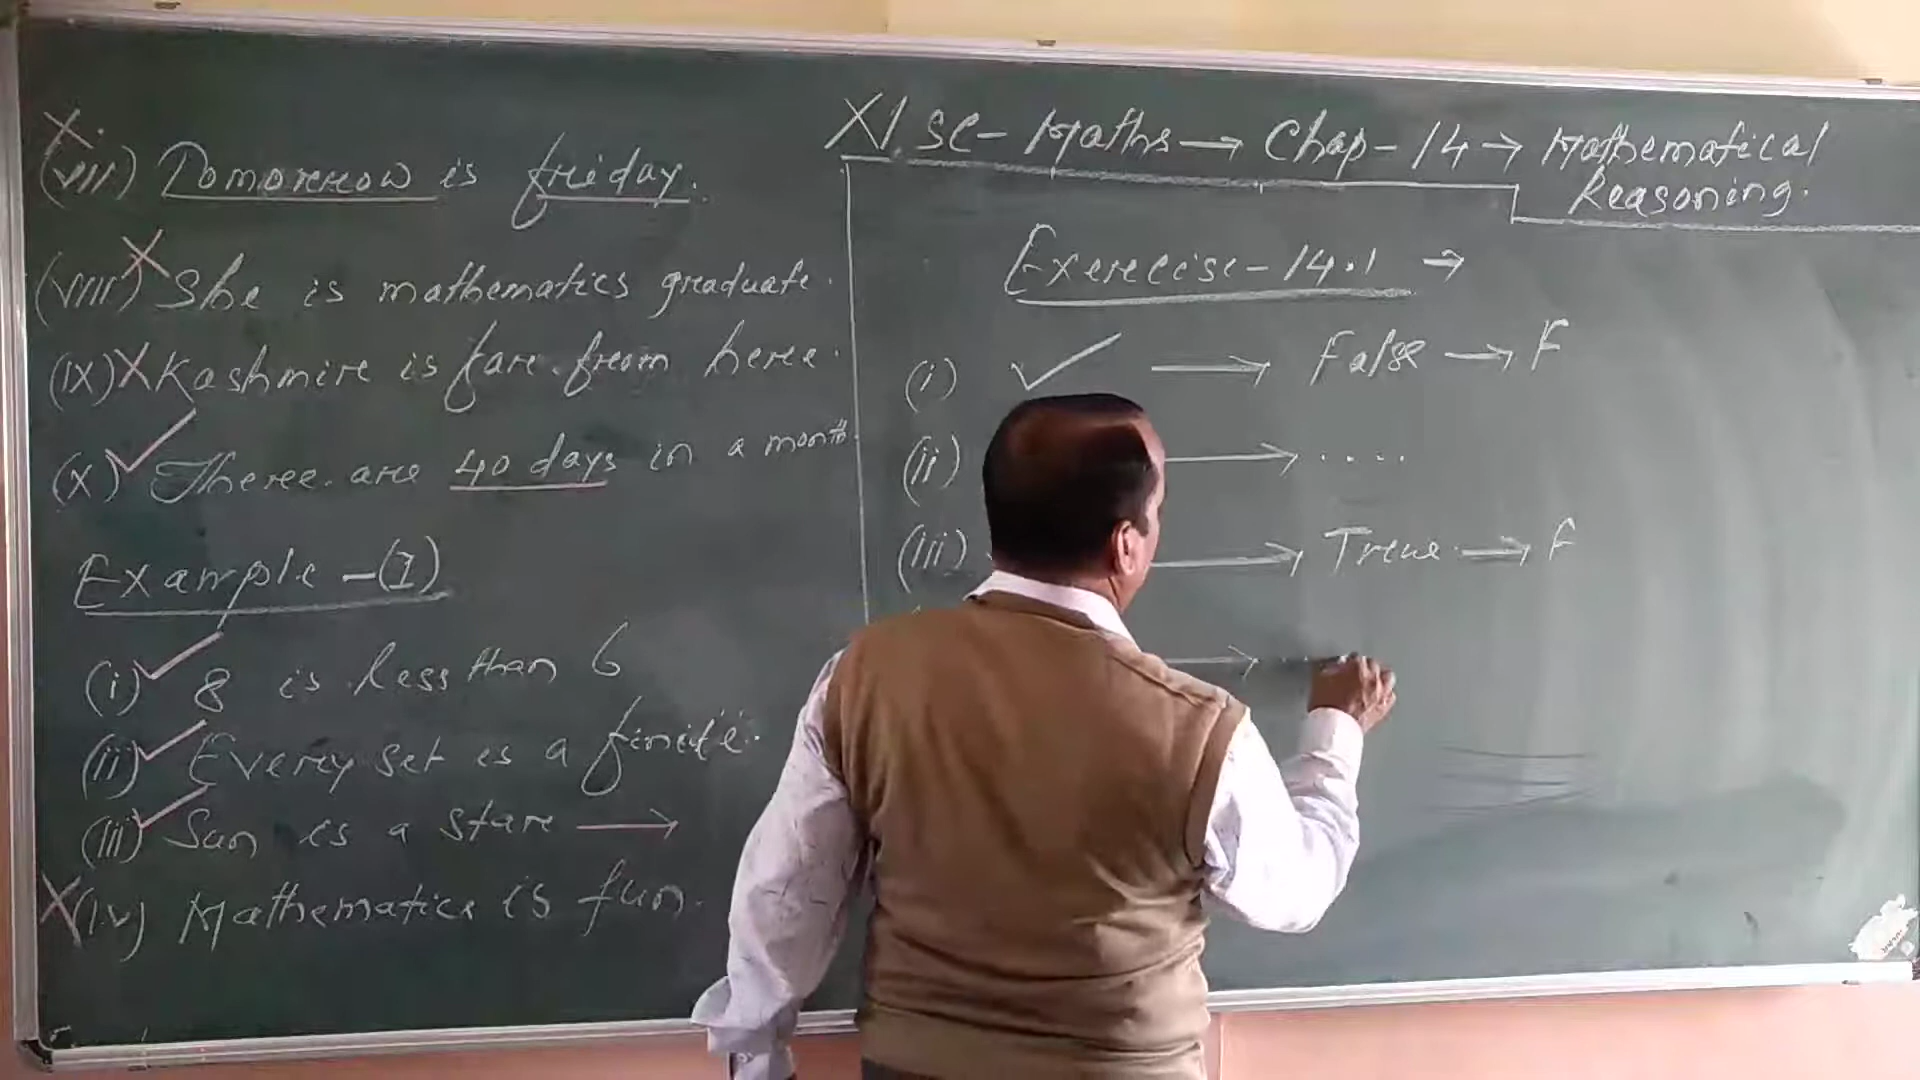 (vii) Tomorrow is friday.
(viii) She is mathematics graduate.
(ix) Kashmir is far from here.
(x) There are 40 days in a month.
Example -(1)
(i) 8 is less than 6
(ii) Every set is a finite.
(iii) Sun is a star →
(iv) Mathematics is fun.
XI Sc - Maths → Chap - 14 → Mathematical
Reasoning.
Exercise - 14.1 →
(i) ✓ → False → F
(ii) → ....
(iii) → True → F
→